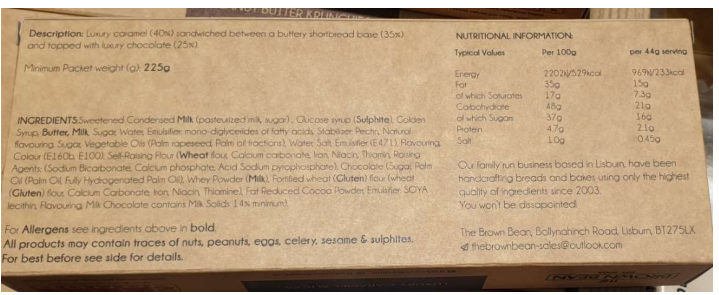 BUTTER KRUNCH
Description: Luxury caramel (40%) sandwiched between a buttery shortbread base (35%)
and topped with luxury chocolate (25%)
Minimum Packet weight (g): 225g
INGREDIENTS:Sweetened Condensed Milk (pasteurized milk, sugar), Glucose syrup (Sulphite), Golden
Syrup, Butter, Milk, Sugar, Water, Emulsifier: mono-diglycerides of fatty acids, Stabiliser: Pectin, Natural
flavouring, Sugar, Vegetable Oils (Palm rapeseed, Palm oil fractions), Water, Salt, Emulsifier (E471), Flavouring,
Colour (E160b, E100), Self-Raising Flour (Wheat flour, Calcium carbonate, Iron, Niacin, Thiamin, Raising
Agents: (Sodium Bicarbonate, Calcium phosphate, Acid Sodium pyrophosphate), Chocolate (Sugar, Palm
Oil (Palm Oil, Fully Hydrogenated Palm Oil), Whey Powder (Milk), Fortified wheat (Gluten) flour (wheat
(Gluten) flour, Calcium Carbonate, Iron, Niacin, Thiamine), Fat Reduced Cocoa Powder, Emulsifier: SOYA
lecithin, Flavouring, Milk Chocolate contains Milk Solids 14% minimum).
For Allergens see ingredients above in bold.
All products may contain traces of nuts, peanuts, eggs, celery, sesame & sulphites.
For best before see side for details.
NUTRITIONAL INFORMATION:
Typical Values Per 100g per 44g serving
Energy 2202kJ/529kcal 969kJ/233kcal
Fat 35g 15g
of which Saturates 17g 7.3g
Carbohydrate 48g 21g
of which Sugars 37g 16g
Protein 4.7g 2.1g
Salt 1.0g 0.45g
Our family run business based in Lisburn, have been
handcrafting breads and bakes using only the highest
quality of ingredients since 2003.
You won't be dissapointed!
The Brown Bean, Ballynahinch Road, Lisburn, BT275LX
thebrownbean-sales@outlook.com
BROWN BEAN